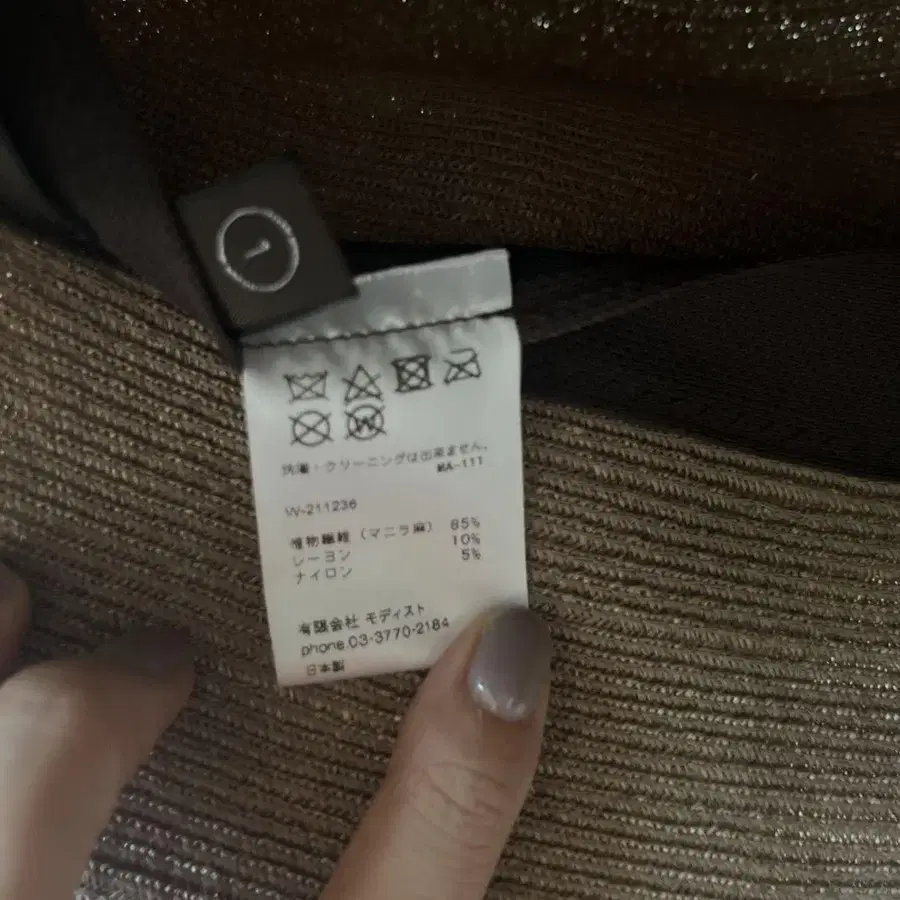 1
W
洗濯・クリーニングは出来ません。
MA-111
W-211236
植物繊維（マニラ麻） 85%
レーヨン 10%
ナイロン 5%
有限会社 モディスト
phone.03-3770-2184
日本製